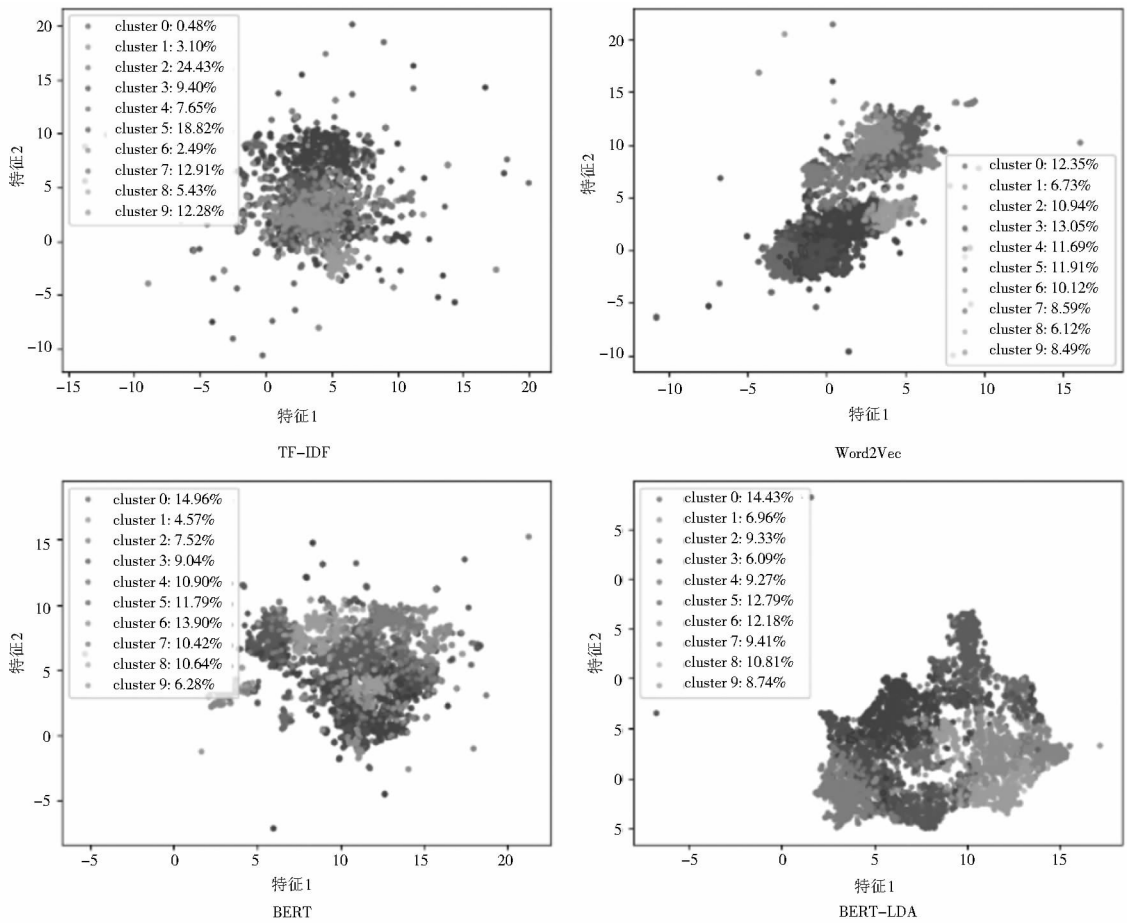 20
15
10
5
0
−5
−10
特征2
cluster 0: 0.48%
cluster 1: 3.10%
cluster 2: 24.43%
cluster 3: 9.40%
cluster 4: 7.65%
cluster 5: 18.82%
cluster 6: 2.49%
cluster 7: 12.91%
cluster 8: 5.43%
cluster 9: 12.28%
−15 −10 −5 0 5 10 15 20
特征1
TF−IDF
20
15
10
5
0
−5
−10
特征2
cluster 0: 12.35%
cluster 1: 6.73%
cluster 2: 10.94%
cluster 3: 13.05%
cluster 4: 11.69%
cluster 5: 11.91%
cluster 6: 10.12%
cluster 7: 8.59%
cluster 8: 6.12%
cluster 9: 8.49%
−10 −5 0 5 10 15
特征1
Word2Vec
15
10
5
0
−5
特征2
cluster 0: 14.96%
cluster 1: 4.57%
cluster 2: 7.52%
cluster 3: 9.04%
cluster 4: 10.90%
cluster 5: 11.79%
cluster 6: 13.90%
cluster 7: 10.42%
cluster 8: 10.64%
cluster 9: 6.28%
−5 0 5 10 15 20
特征1
BERT
5
0
5
0
5
0
5
特征2
cluster 0: 14.43%
cluster 1: 6.96%
cluster 2: 9.33%
cluster 3: 6.09%
cluster 4: 9.27%
cluster 5: 12.79%
cluster 6: 12.18%
cluster 7: 9.41%
cluster 8: 10.81%
cluster 9: 8.74%
−5 0 5 10 15
特征1
BERT−LDA